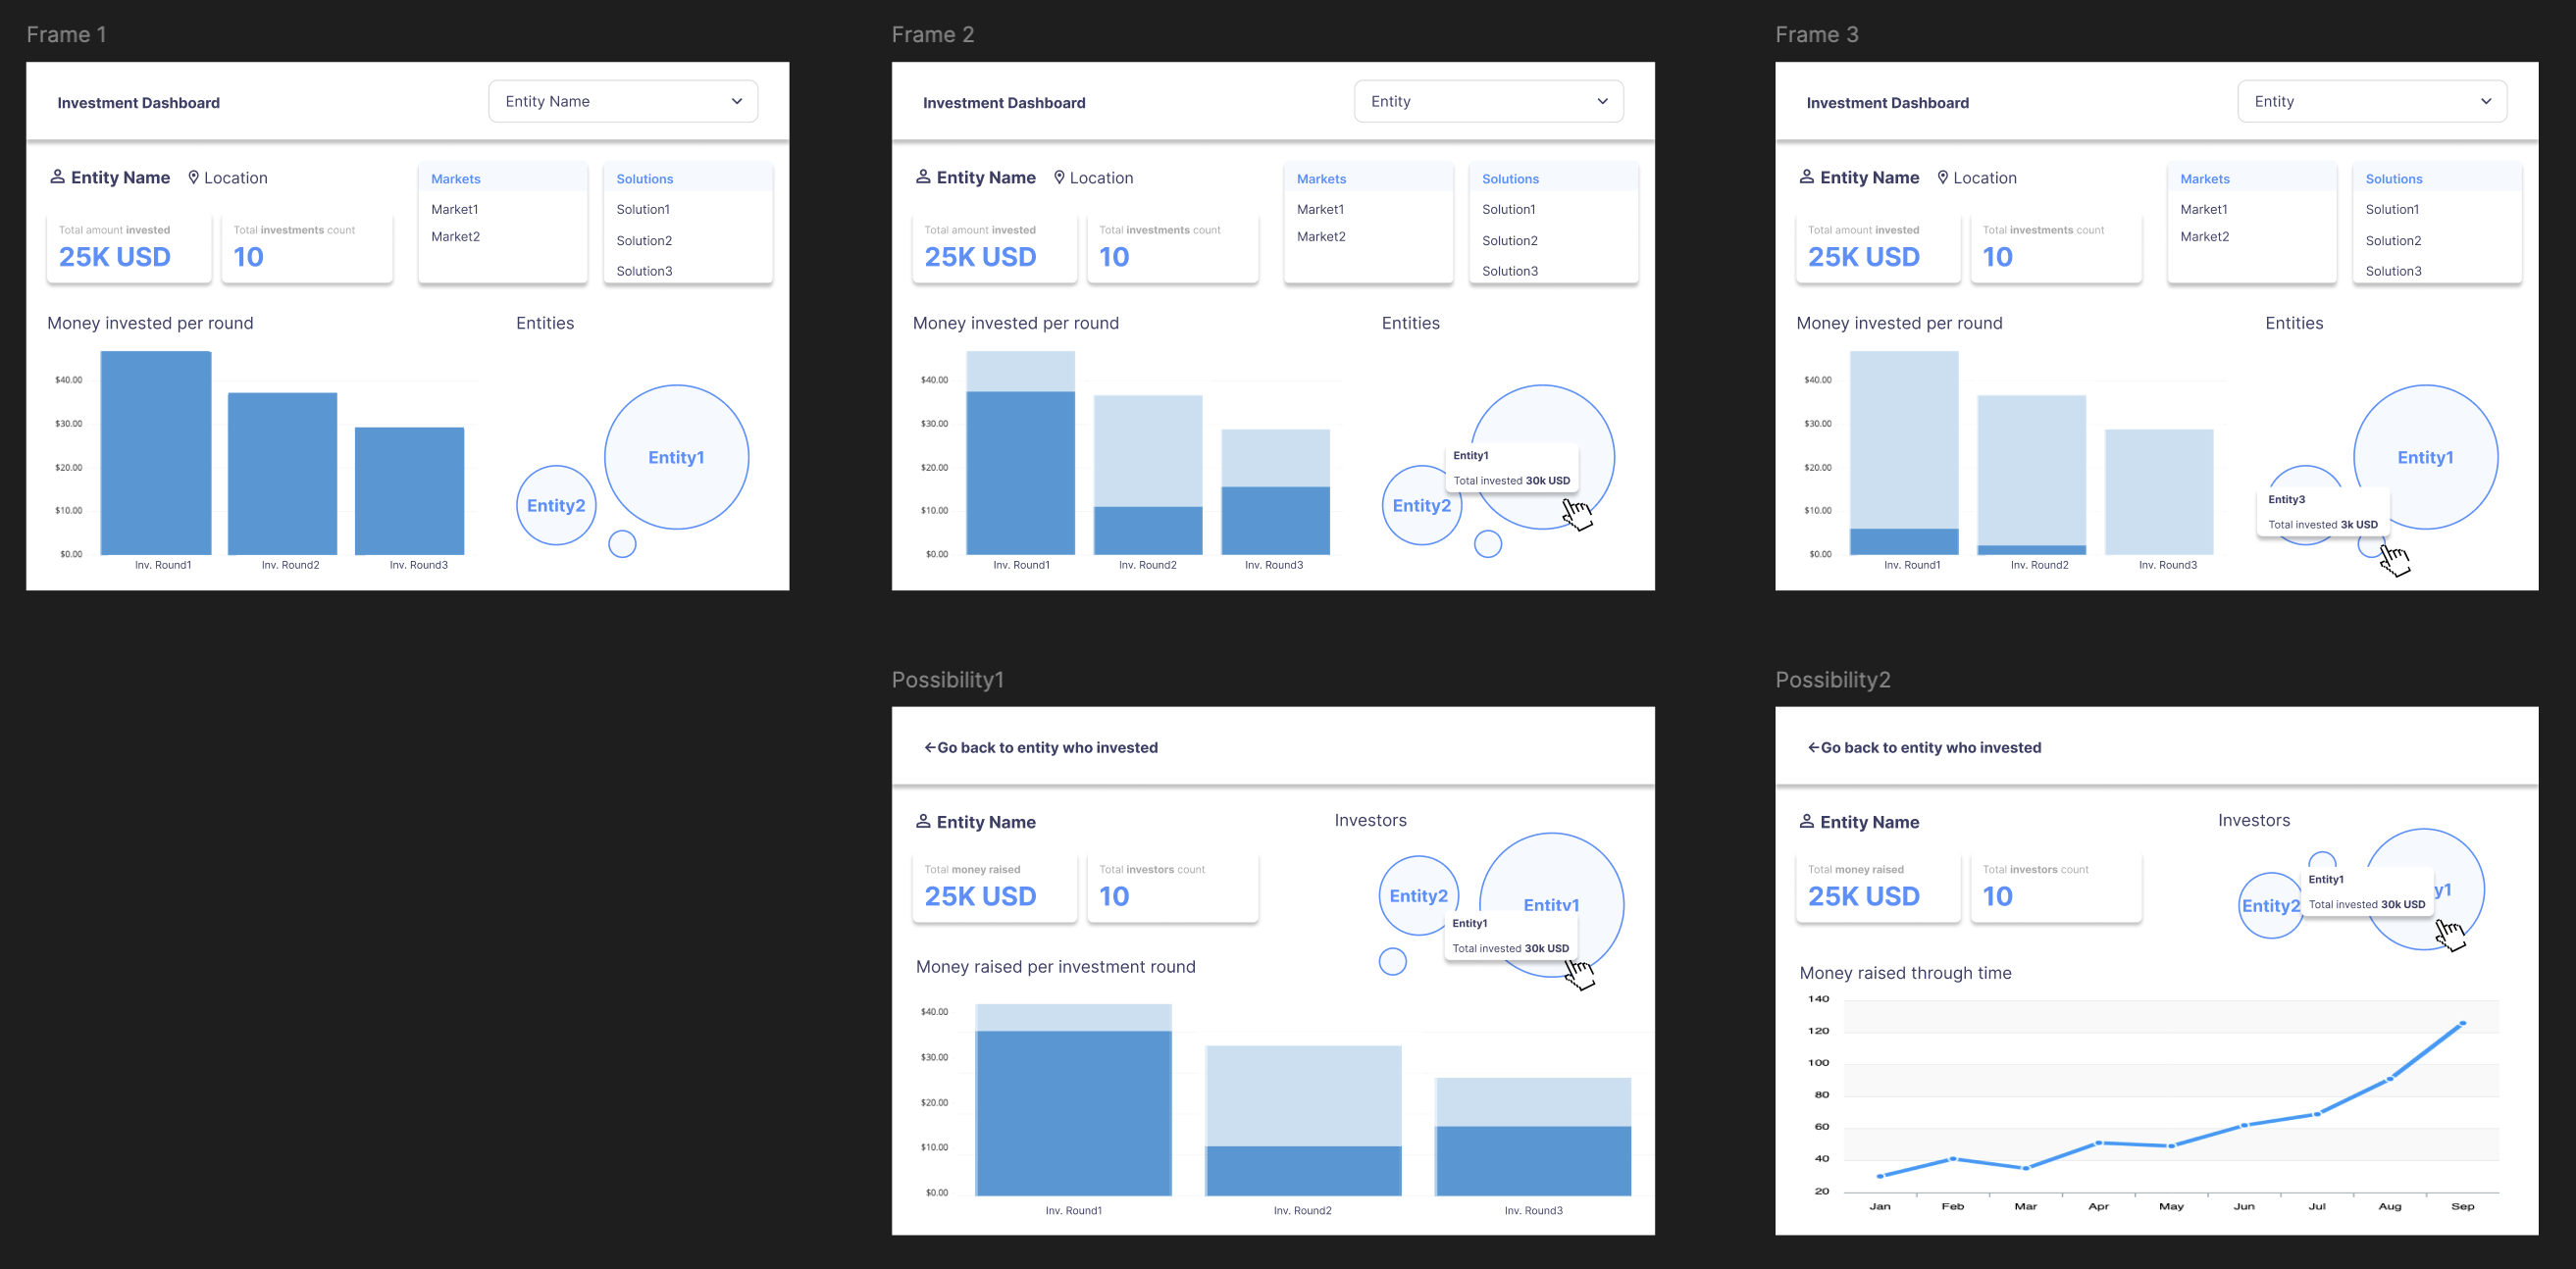 Frame 1
Investment Dashboard
Entity Name
Entity Name
Location
Total amount invested
25K USD
Total investments count
10
Markets
Market1
Market2
Solutions
Solution1
Solution2
Solution3
Money invested per round
$40.00
$30.00
$20.00
$10.00
$0.00
Inv. Round1
Inv. Round2
Inv. Round3
Entities
Entity1
Entity2
Frame 2
Investment Dashboard
Entity
Entity Name
Location
Total amount invested
25K USD
Total investments count
10
Markets
Market1
Market2
Solutions
Solution1
Solution2
Solution3
Money invested per round
$40.00
$30.00
$20.00
$10.00
$0.00
Inv. Round1
Inv. Round2
Inv. Round3
Entities
Entity1
Total invested 30k USD
Entity2
Frame 3
Investment Dashboard
Entity
Entity Name
Location
Total amount invested
25K USD
Total investments count
10
Markets
Market1
Market2
Solutions
Solution1
Solution2
Solution3
Money invested per round
$40.00
$30.00
$20.00
$10.00
$0.00
Inv. Round1
Inv. Round2
Inv. Round3
Entities
Entity1
Entity3
Total invested 3k USD
Possibility1
←Go back to entity who invested
Entity Name
Total money raised
25K USD
Total investors count
10
Investors
Entity2
Entity1
Entity1
Total invested 30k USD
Money raised per investment round
$40.00
$30.00
$20.00
$10.00
$0.00
Inv. Round1
Inv. Round2
Inv. Round3
Possibility2
←Go back to entity who invested
Entity Name
Total money raised
25K USD
Total investors count
10
Investors
Entity2
y1
Entity1
Total invested 30k USD
Money raised through time
140
120
100
80
60
40
20
Jan
Feb
Mar
Apr
May
Jun
Jul
Aug
Sep